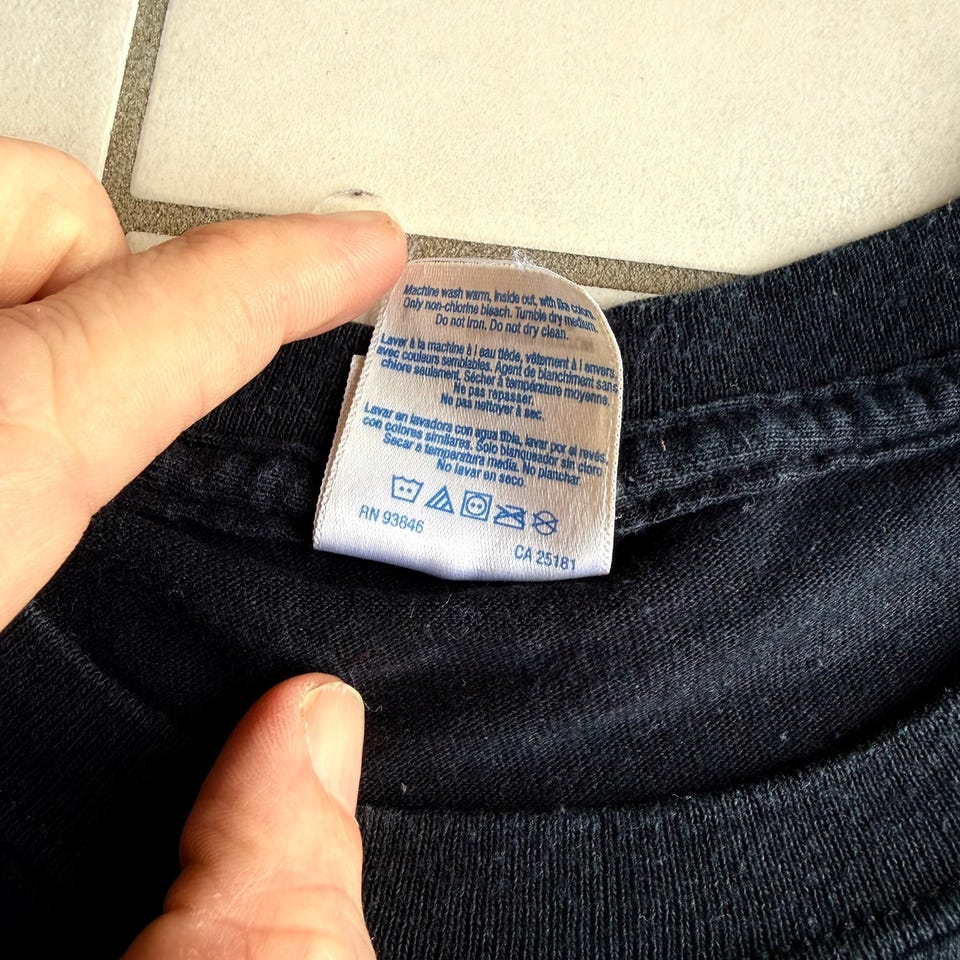 Machine wash warm, inside out, with like colors.
Only non-chlorine bleach. Tumble dry medium.
Do not iron. Do not dry clean.
Laver à la machine à l eau tiède, vêtement à l envers
avec couleurs semblables. Agent de blanchiment sans
chlore seulement. Sécher à température moyenne.
Ne pas repasser.
Ne pas nettoyer à sec.
Lavar en lavadora con agua tibia, lavar por el revés
con colores similares. Solo blanqueador sin cloro
Secar a temperatura media. No planchar.
No lavar en seco.
RN 93846
CA 25181